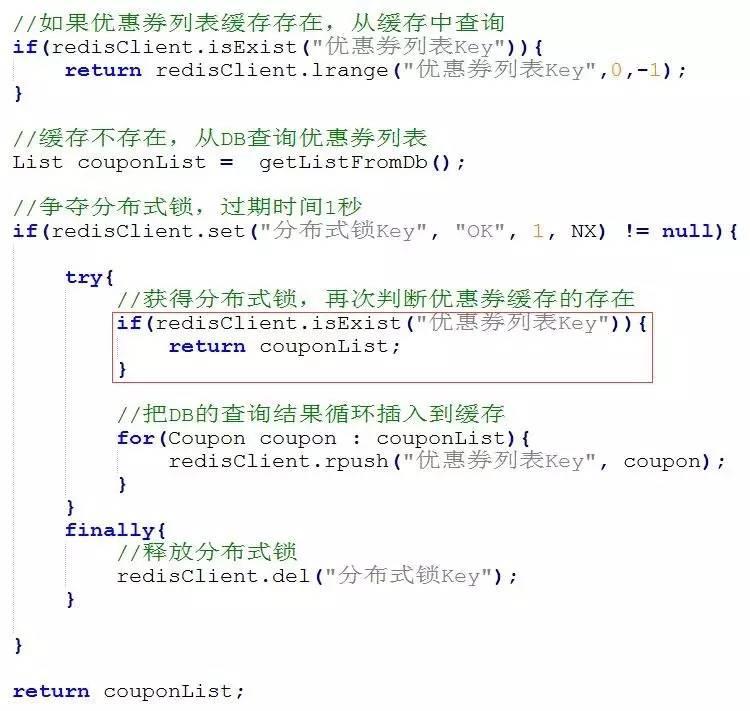 //如果优惠券列表缓存存在，从缓存中查询
if(redisClient.isExist("优惠券列表Key")){
return redisClient.lrange("优惠券列表Key",0,-1);
}
//缓存不存在，从DB查询优惠券列表
List couponList =  getListFromDb();
//争夺分布式锁，过期时间1秒
if(redisClient.set("分布式锁Key", "OK", 1, NX) != null){
try{
//获得分布式锁，再次判断优惠券缓存的存在
if(redisClient.isExist("优惠券列表Key")){
return couponList;
}
//把DB的查询结果循环插入到缓存
for(Coupon coupon : couponList){
redisClient.rpush("优惠券列表Key", coupon);
}
}
finally{
//释放分布式锁
redisClient.del("分布式锁Key");
}
}
return couponList;